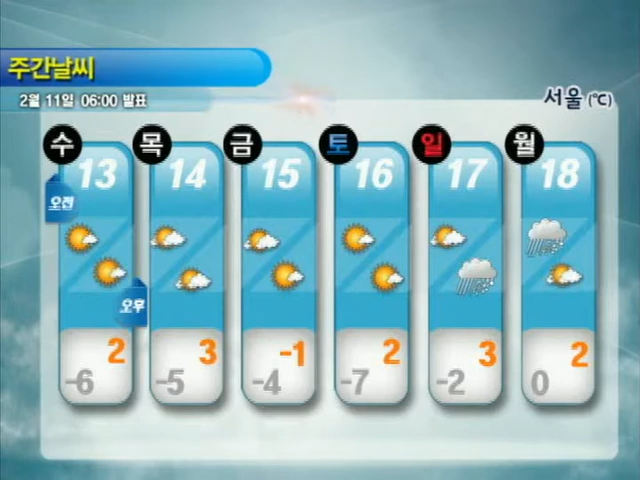 주간날씨
2월 11일 06:00 발표
서울 (℃)
수 목 금 토 일 월
13 14 15 16 17 18
오전
오후
2 3 -1 2 3 2
-6 -5 -4 -7 -2 0